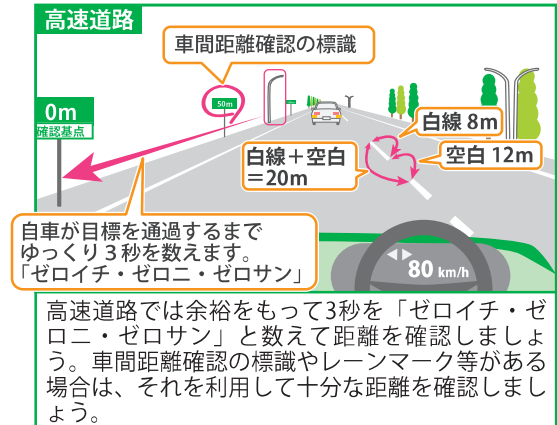 高速道路
車間距離確認の標識
50m
0m
確認基点
白線 8m
空白 12m
白線＋空白
＝20m
自車が目標を通過するまで
ゆっくり３秒を数えます。
「ゼロイチ・ゼロニ・ゼロサン」
80 km/h
高速道路では余裕をもって3秒を「ゼロイチ・ゼ
ロニ・ゼロサン」と数えて距離を確認しましょ
う。車間距離確認の標識やレーンマーク等がある
場合は、それを利用して十分な距離を確認しまし
ょう。